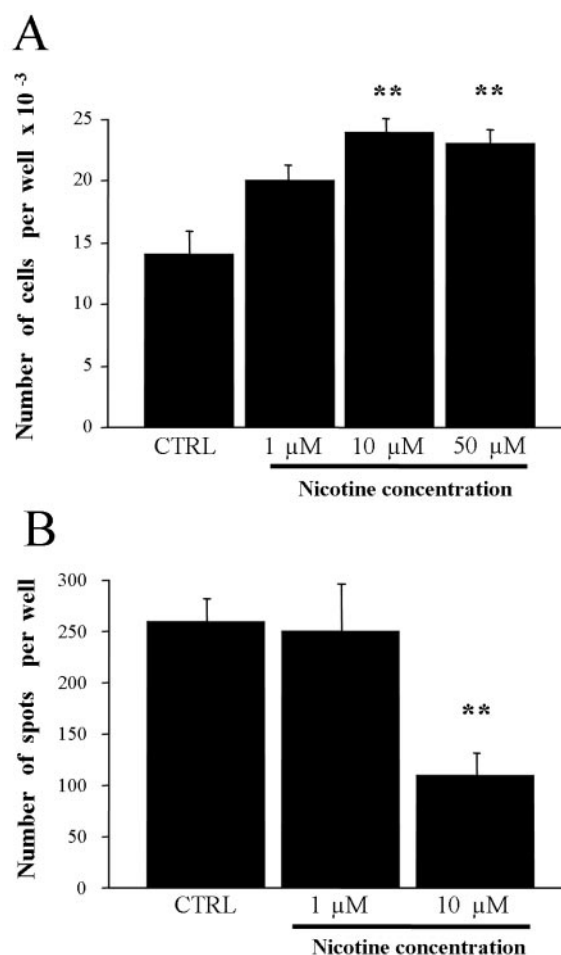 A
Number of cells per well x 10 -3
25
20
15
10
5
0
** **
CTRL 1 µM 10 µM 50 µM
Nicotine concentration
B
Number of spots per well
300
250
200
150
100
50
0
**
CTRL 1 µM 10 µM
Nicotine concentration